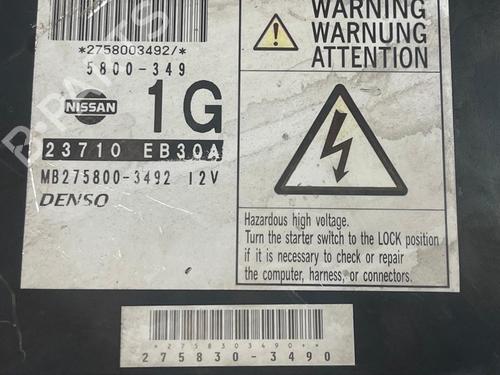 *2758003492/*
5800-349
NISSAN
1G
23710 EB30A
MB275800-3492 12V
DENSO
WARNING
WARNUNG
ATTENTION
Hazardous high voltage.
Turn the starter switch to the LOCK position
if it is necessary to check or repair
the computer, harness, or connectors.
*2758303490**
275830-3490